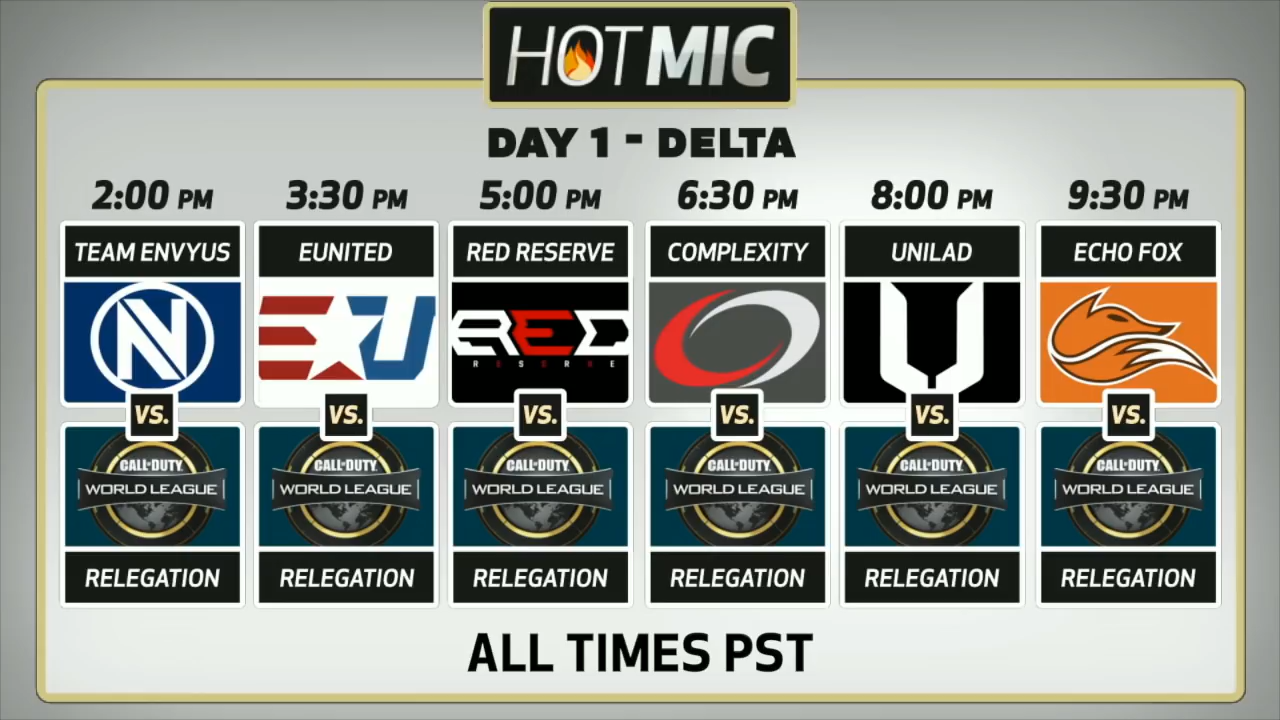 HOTMIC
DAY 1 - DELTA
2:00 PM 3:30 PM 5:00 PM 6:30 PM 8:00 PM 9:30 PM
TEAM ENVYUS EUNITED RED RESERVE COMPLEXITY UNILAD ECHO FOX
N E U RED U
RESERVE
VS. VS. VS. VS. VS. VS.
CALL OF DUTY CALL OF DUTY CALL OF DUTY CALL OF DUTY CALL OF DUTY CALL OF DUTY
WORLD LEAGUE WORLD LEAGUE WORLD LEAGUE WORLD LEAGUE WORLD LEAGUE WORLD LEAGUE
RELEGATION RELEGATION RELEGATION RELEGATION RELEGATION RELEGATION
ALL TIMES PST